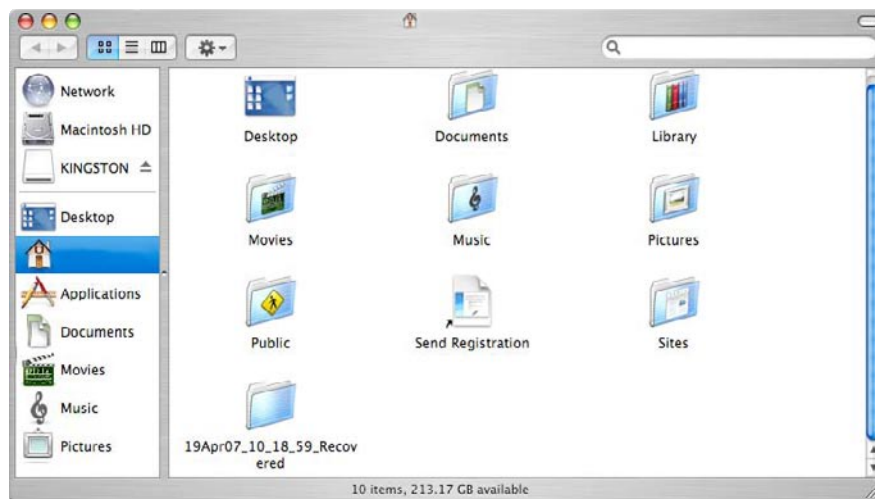 Network
Macintosh HD
KINGSTON
Desktop
Applications
Documents
Movies
Music
Pictures
Desktop
Documents
Library
Movies
Music
Pictures
Public
Send Registration
Sites
19Apr07_10_18_59_Recov
ered
10 items, 213.17 GB available